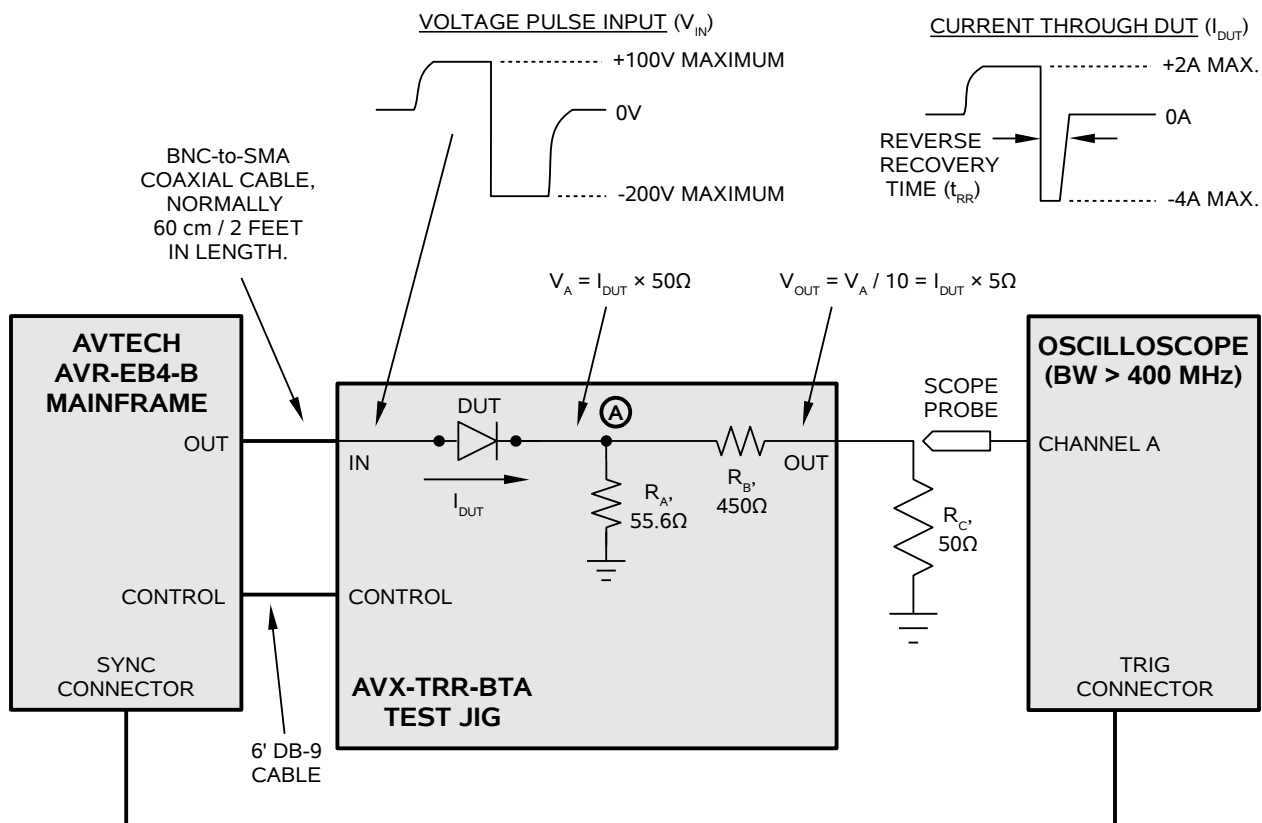 VOLTAGE PULSE INPUT (V_IN)
+100V MAXIMUM
0V
-200V MAXIMUM
CURRENT THROUGH DUT (I_DUT)
+2A MAX.
0A
REVERSE
RECOVERY
TIME (t_RR)
-4A MAX.
BNC-to-SMA
COAXIAL CABLE,
NORMALLY
60 cm / 2 FEET
IN LENGTH.
V_A = I_DUT × 50Ω
V_OUT = V_A / 10 = I_DUT × 5Ω
AVTECH
AVR-EB4-B
MAINFRAME
OUT
CONTROL
SYNC
CONNECTOR
6' DB-9
CABLE
IN
DUT
I_DUT
A
R_A,
55.6Ω
R_B,
450Ω
OUT
CONTROL
AVX-TRR-BTA
TEST JIG
R_C,
50Ω
SCOPE
PROBE
OSCILLOSCOPE
(BW > 400 MHz)
CHANNEL A
TRIG
CONNECTOR